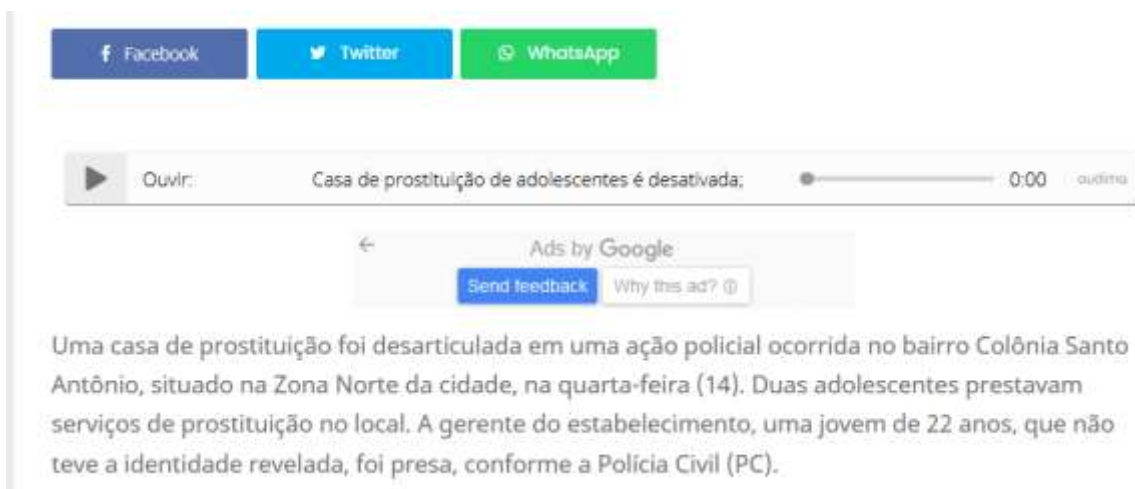 Facebook Twitter WhatsApp
Ouvir: Casa de prostituição de adolescentes é desativada; 0:00 audima
Ads by Google
Send feedback Why this ad?
Uma casa de prostituição foi desarticulada em uma ação policial ocorrida no bairro Colônia Santo
Antônio, situado na Zona Norte da cidade, na quarta-feira (14). Duas adolescentes prestavam
serviços de prostituição no local. A gerente do estabelecimento, uma jovem de 22 anos, que não
teve a identidade revelada, foi presa, conforme a Polícia Civil (PC).